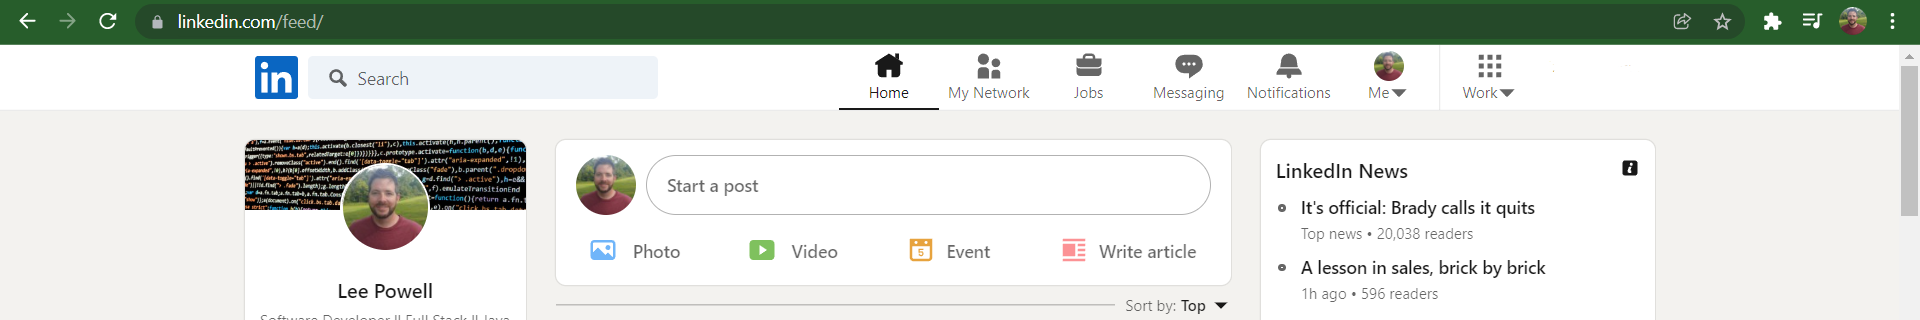 linkedin.com/feed/
in
Search
Home
My Network
Jobs
Messaging
Notifications
Me
Work
Start a post
Photo
Video
5
Event
Write article
Sort by: Top
Lee Powell
Software Developer || Full Stack || Java
LinkedIn News
It's official: Brady calls it quits
Top news • 20,038 readers
A lesson in sales, brick by brick
1h ago • 596 readers